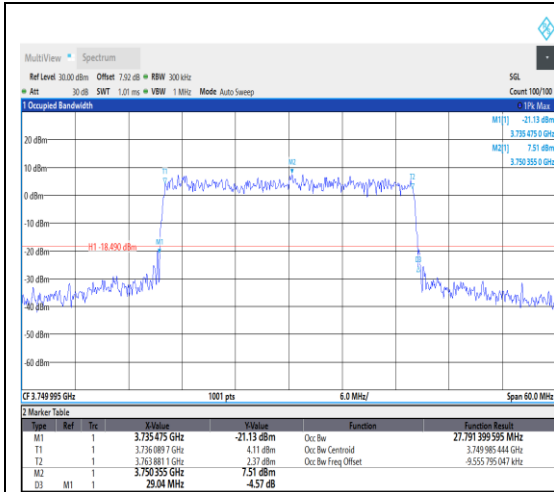 MultiView Spectrum
Ref Level 30.00 dBm Offset 7.92 dB RBW 300 kHz SGL
Att 30 dB SWT 1.01 ms VBW 1 MHz Mode Auto Sweep Count 100/100
1 Occupied Bandwidth 1Pk Max
M1[1] -21.13 dBm
3.735 475 0 GHz
M2[1] 7.51 dBm
3.750 355 0 GHz
20 dBm
10 dBm
T1 M2 T2
0 dBm
-10 dBm
H1 -18.490 dBm
M1
-20 dBm
-30 dBm
-40 dBm
-50 dBm
-60 dBm
CF 3.749 995 GHz 1001 pts 6.0 MHz/ Span 60.0 MHz
2 Marker Table
Type Ref Trc X-Value Y-Value Function Function Result
M1 1 3.735 475 GHz -21.13 dBm Occ Bw 27.791 399 595 MHz
T1 1 3.736 089 7 GHz 4.11 dBm Occ Bw Centroid 3.749 985 444 GHz
T2 1 3.763 881 1 GHz 2.37 dBm Occ Bw Freq Offset -9.555 795 047 kHz
M2 1 3.750 355 GHz 7.51 dBm
D3 M1 1 29.04 MHz -4.57 dB